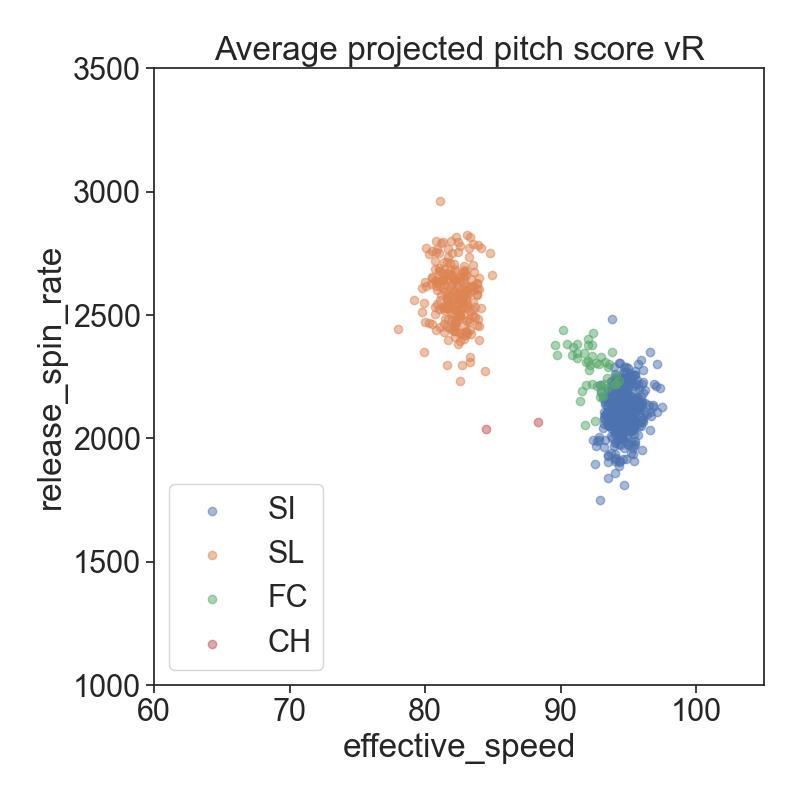 Average projected pitch score vR
release_spin_rate
3500
3000
2500
2000
1500
1000
SI
SL
FC
CH
60 70 80 90 100
effective_speed